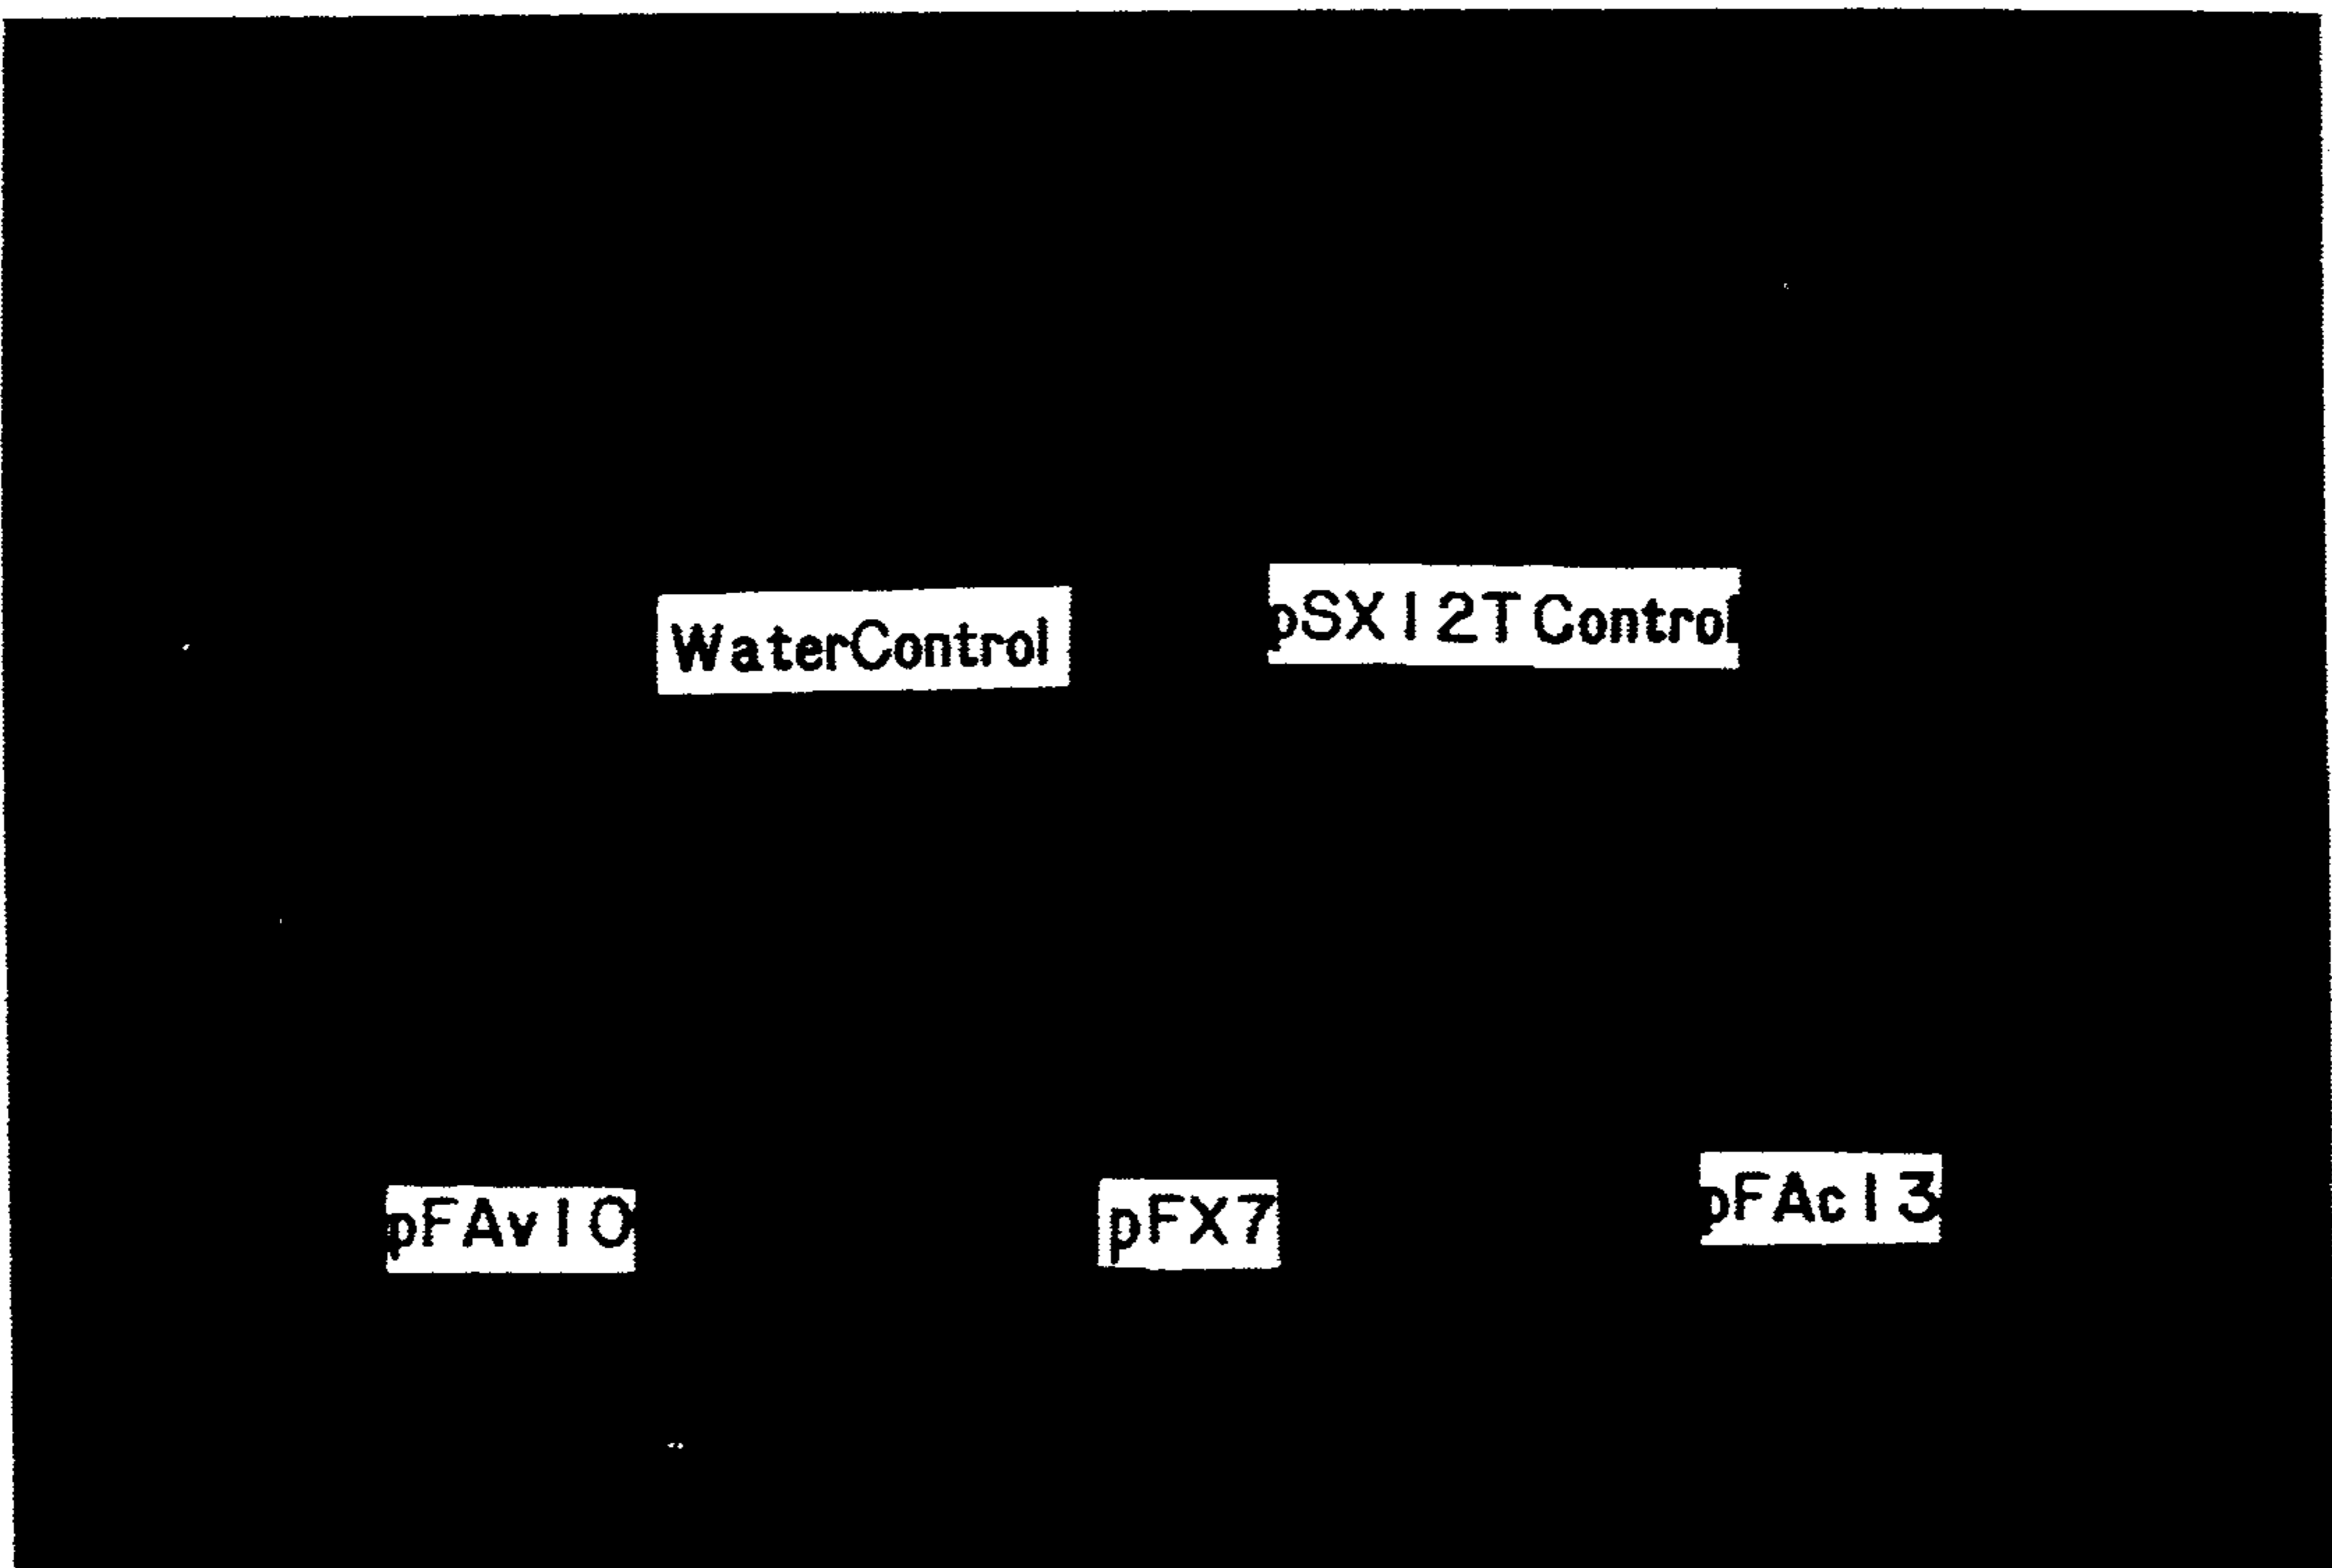 WaterControl
pSX12TControl
pFAv10
pFX7
pFAc13